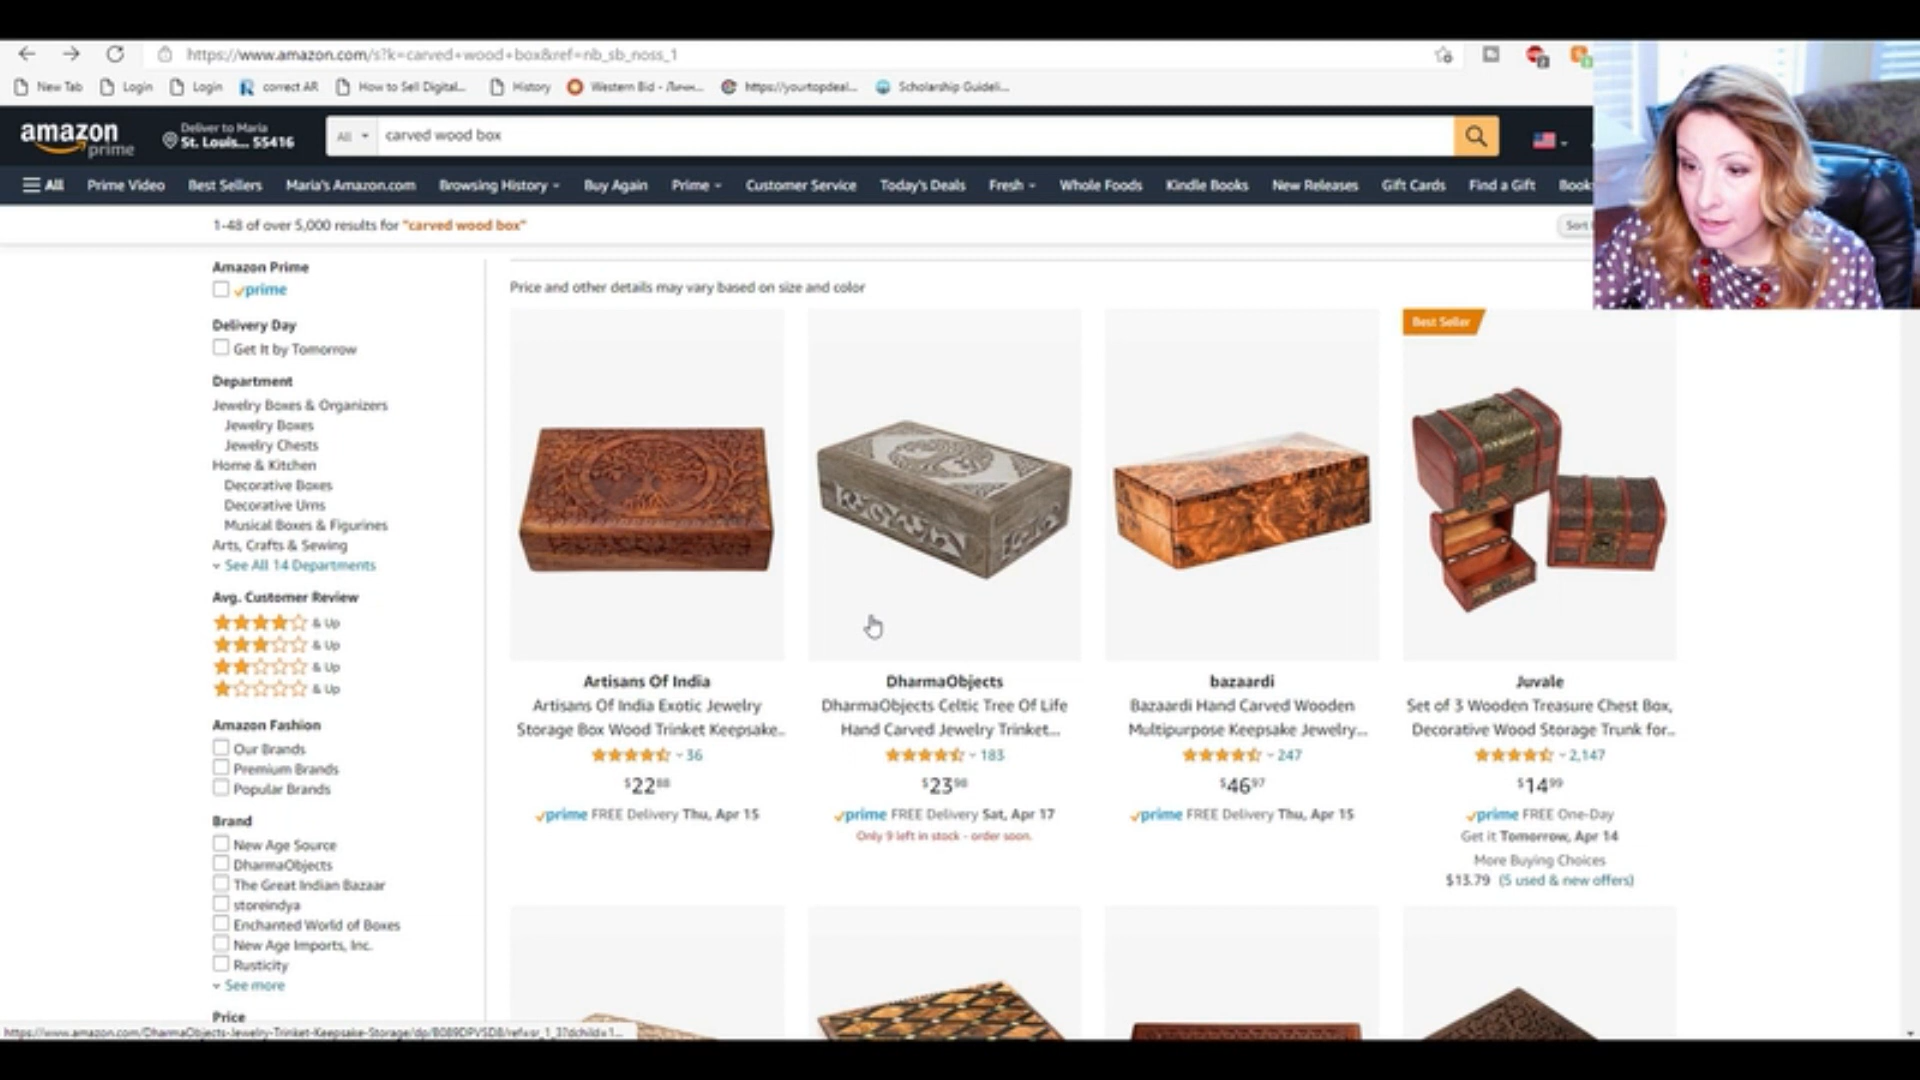 https://www.amazon.com/s?k=carved+wood+box&ref=nb_sb_noss_1
New Tab
Login
Login
correct AR
How to Sell Digital...
History
Western Bid -
https://yourtopdeal...
Scholarship Guideli...
amazon prime
Deliver to Maria
St. Louis... 55416
All
carved wood box
All
Prime Video
Best Sellers
Maria's Amazon.com
Browsing History
Buy Again
Prime
Customer Service
Today's Deals
Fresh
Whole Foods
Kindle Books
New Releases
Gift Cards
Find a Gift
Book
1-48 of over 5,000 results for "carved wood box"
Sort
Amazon Prime
prime
Delivery Day
Get It by Tomorrow
Department
Jewelry Boxes & Organizers
Jewelry Boxes
Jewelry Chests
Home & Kitchen
Decorative Boxes
Decorative Urns
Musical Boxes & Figurines
Arts, Crafts & Sewing
See All 14 Departments
Avg. Customer Review
& Up
& Up
& Up
& Up
Amazon Fashion
Our Brands
Premium Brands
Popular Brands
Brand
New Age Source
DharmaObjects
The Great Indian Bazaar
storeindya
Enchanted World of Boxes
New Age Imports, Inc.
Rusticity
See more
Price
Price and other details may vary based on size and color
Artisans Of India
Artisans Of India Exotic Jewelry
Storage Box Wood Trinket Keepsake...
36
$22.88
prime FREE Delivery Thu, Apr 15
DharmaObjects
DharmaObjects Celtic Tree Of Life
Hand Carved Jewelry Trinket...
183
$23.98
prime FREE Delivery Sat, Apr 17
Only 9 left in stock - order soon.
bazaardi
Bazaardi Hand Carved Wooden
Multipurpose Keepsake Jewelry...
247
$46.97
prime FREE Delivery Thu, Apr 15
Best Seller
Juvale
Set of 3 Wooden Treasure Chest Box,
Decorative Wood Storage Trunk for...
2,147
$14.99
prime FREE One-Day
Get it Tomorrow, Apr 14
More Buying Choices
$13.79 (5 used & new offers)
https://www.amazon.com/DharmaObjects-Jewelry-Trinket-Keepsake-Storage/dp/B089DPVSD8/ref=sr_1_3?dchild=1...